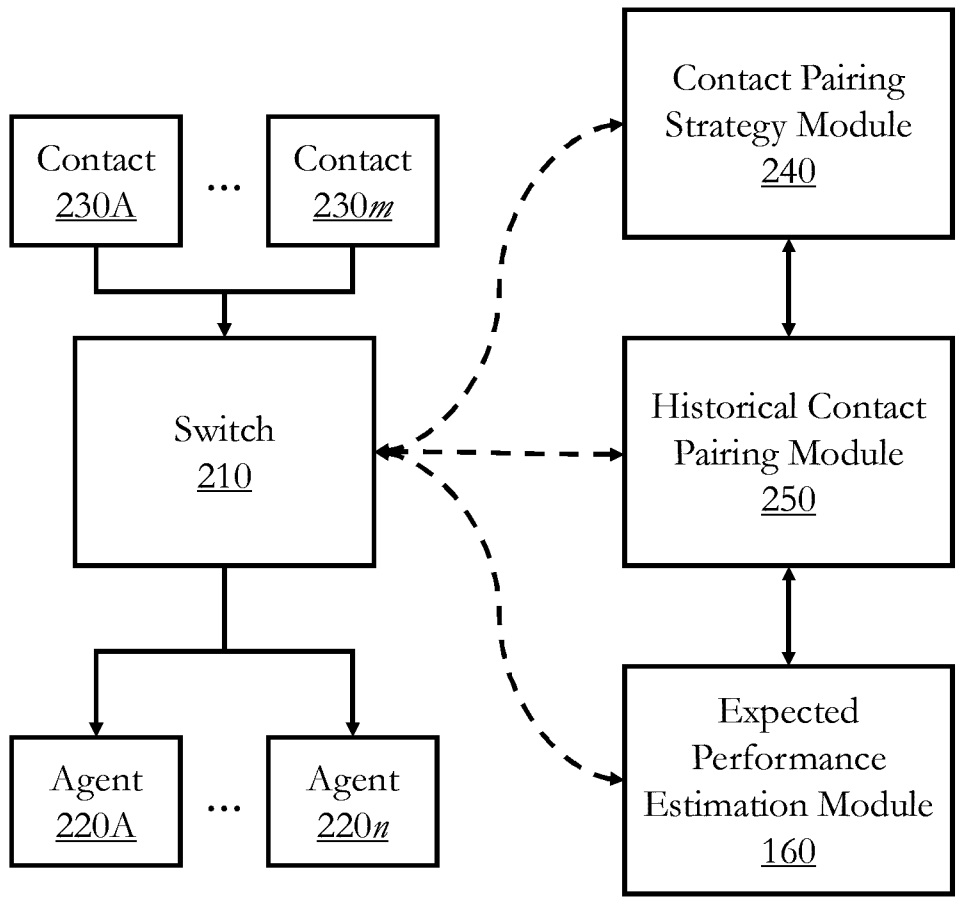 Contact
230A
...
Contact
230m
Switch
210
Agent
220A
...
Agent
220n
Contact Pairing
Strategy Module
240
Historical Contact
Pairing Module
250
Expected
Performance
Estimation Module
160